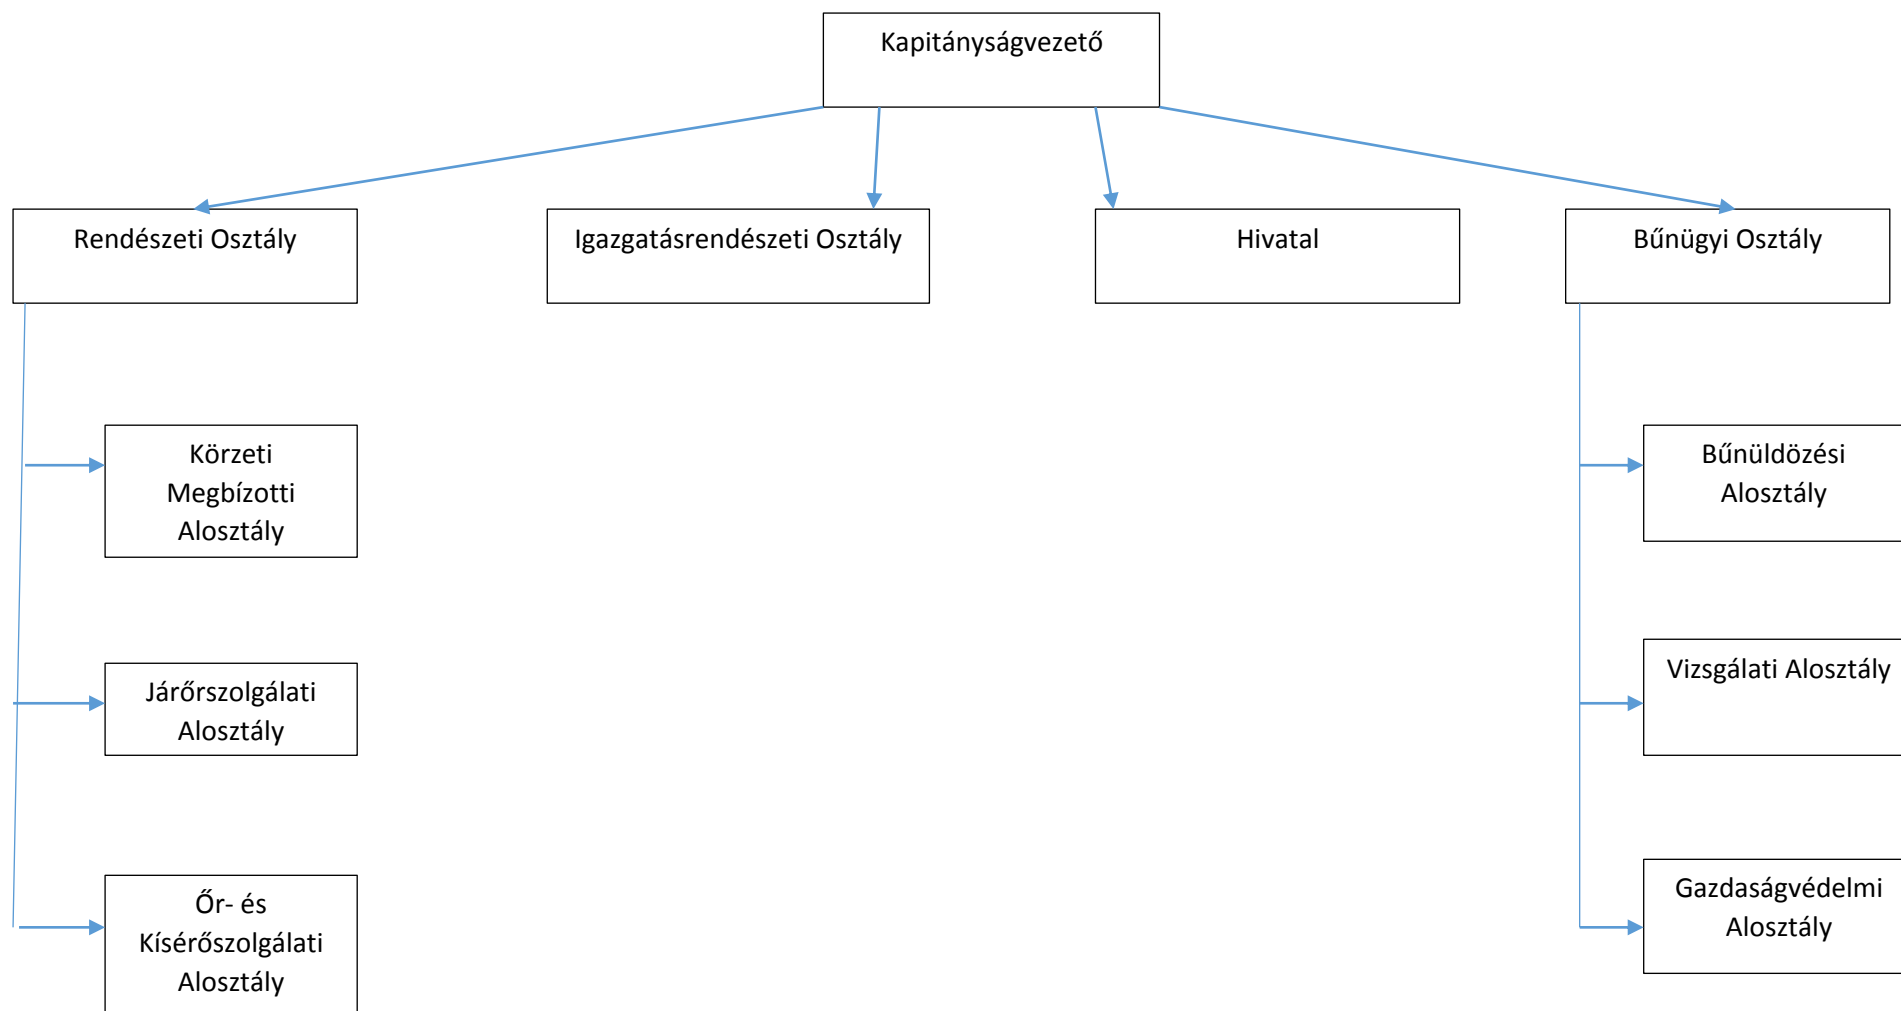 Kapitányságvezető
Rendészeti Osztály
Igazgatásrendészeti Osztály
Hivatal
Bűnügyi Osztály
Körzeti
Megbízotti
Alosztály
Bűnüldözési
Alosztály
Járőrszolgálati
Alosztály
Vizsgálati Alosztály
Őr- és
Kísérőszolgálati
Alosztály
Gazdaságvédelmi
Alosztály